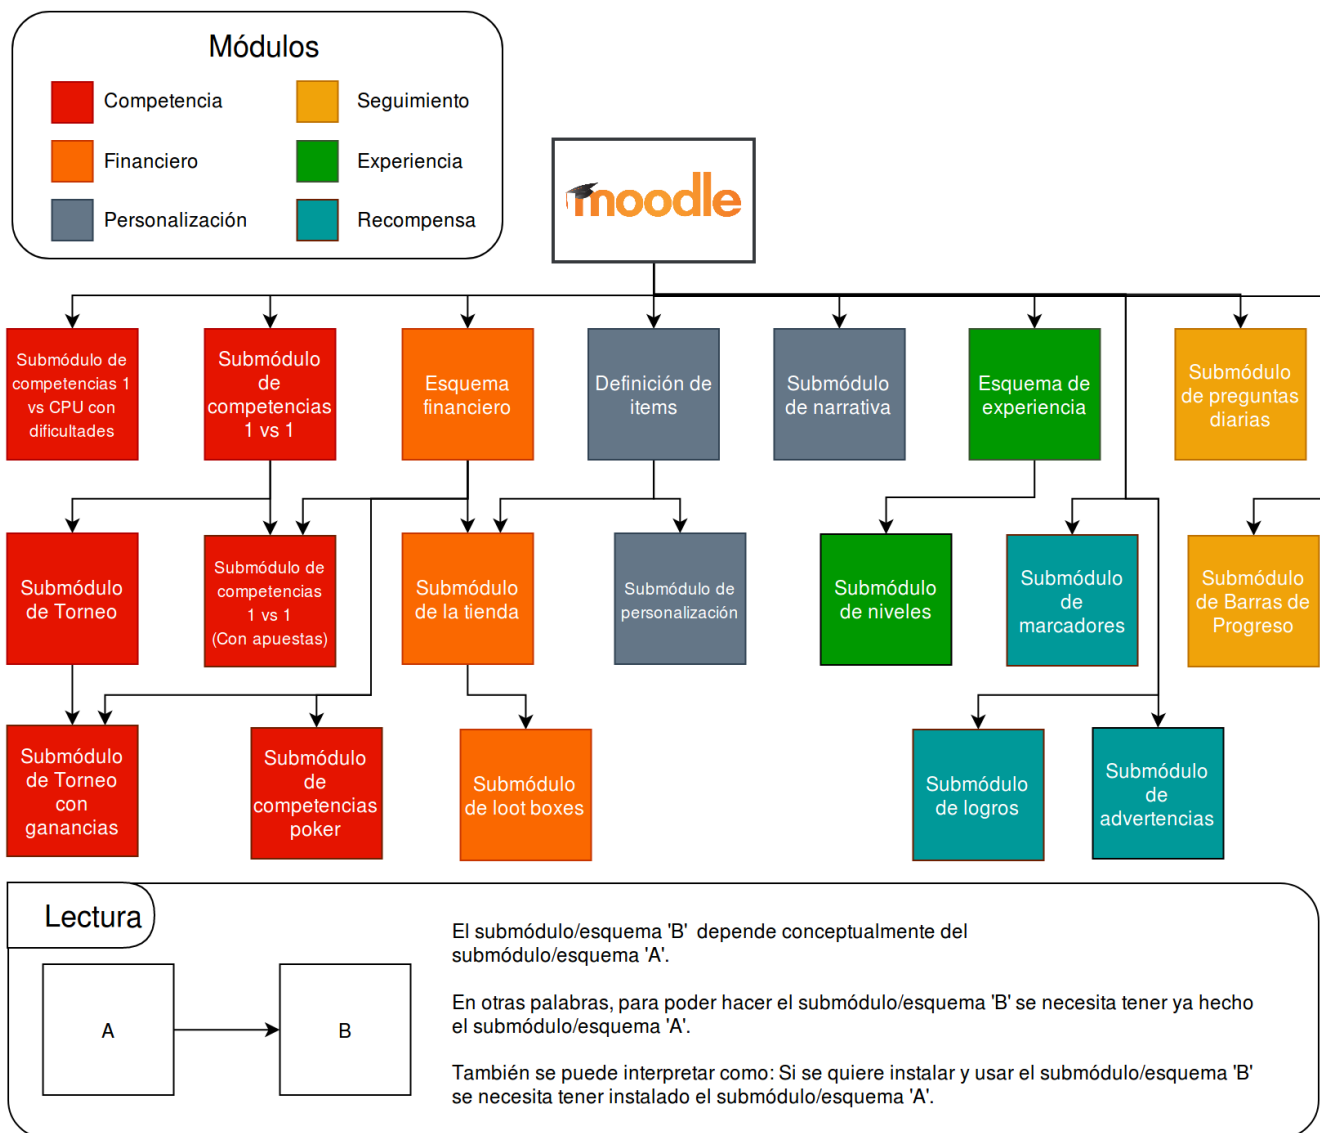 Módulos
Competencia
Seguimiento
Financiero
Experiencia
Personalización
Recompensa
moodle
Submódulo de
competencias 1
vs CPU con
dificultades
Submódulo
de
competencias
1 vs 1
Esquema
financiero
Definición de
items
Submódulo
de narrativa
Esquema de
experiencia
Submódulo
de preguntas
diarias
Submódulo
de Torneo
Submódulo de
competencias
1 vs 1
(Con apuestas)
Submódulo
de la tienda
Submódulo de
personalización
Submódulo
de niveles
Submódulo
de
marcadores
Submódulo
de Barras de
Progreso
Submódulo
de Torneo
con
ganancias
Submódulo
de
competencias
poker
Submódulo
de loot boxes
Submódulo
de logros
Submódulo
de
advertencias
Lectura
A
B
El submódulo/esquema 'B' depende conceptualmente del
submódulo/esquema 'A'.
En otras palabras, para poder hacer el submódulo/esquema 'B' se necesita tener ya hecho
el submódulo/esquema 'A'.
También se puede interpretar como: Si se quiere instalar y usar el submódulo/esquema 'B'
se necesita tener instalado el submódulo/esquema 'A'.